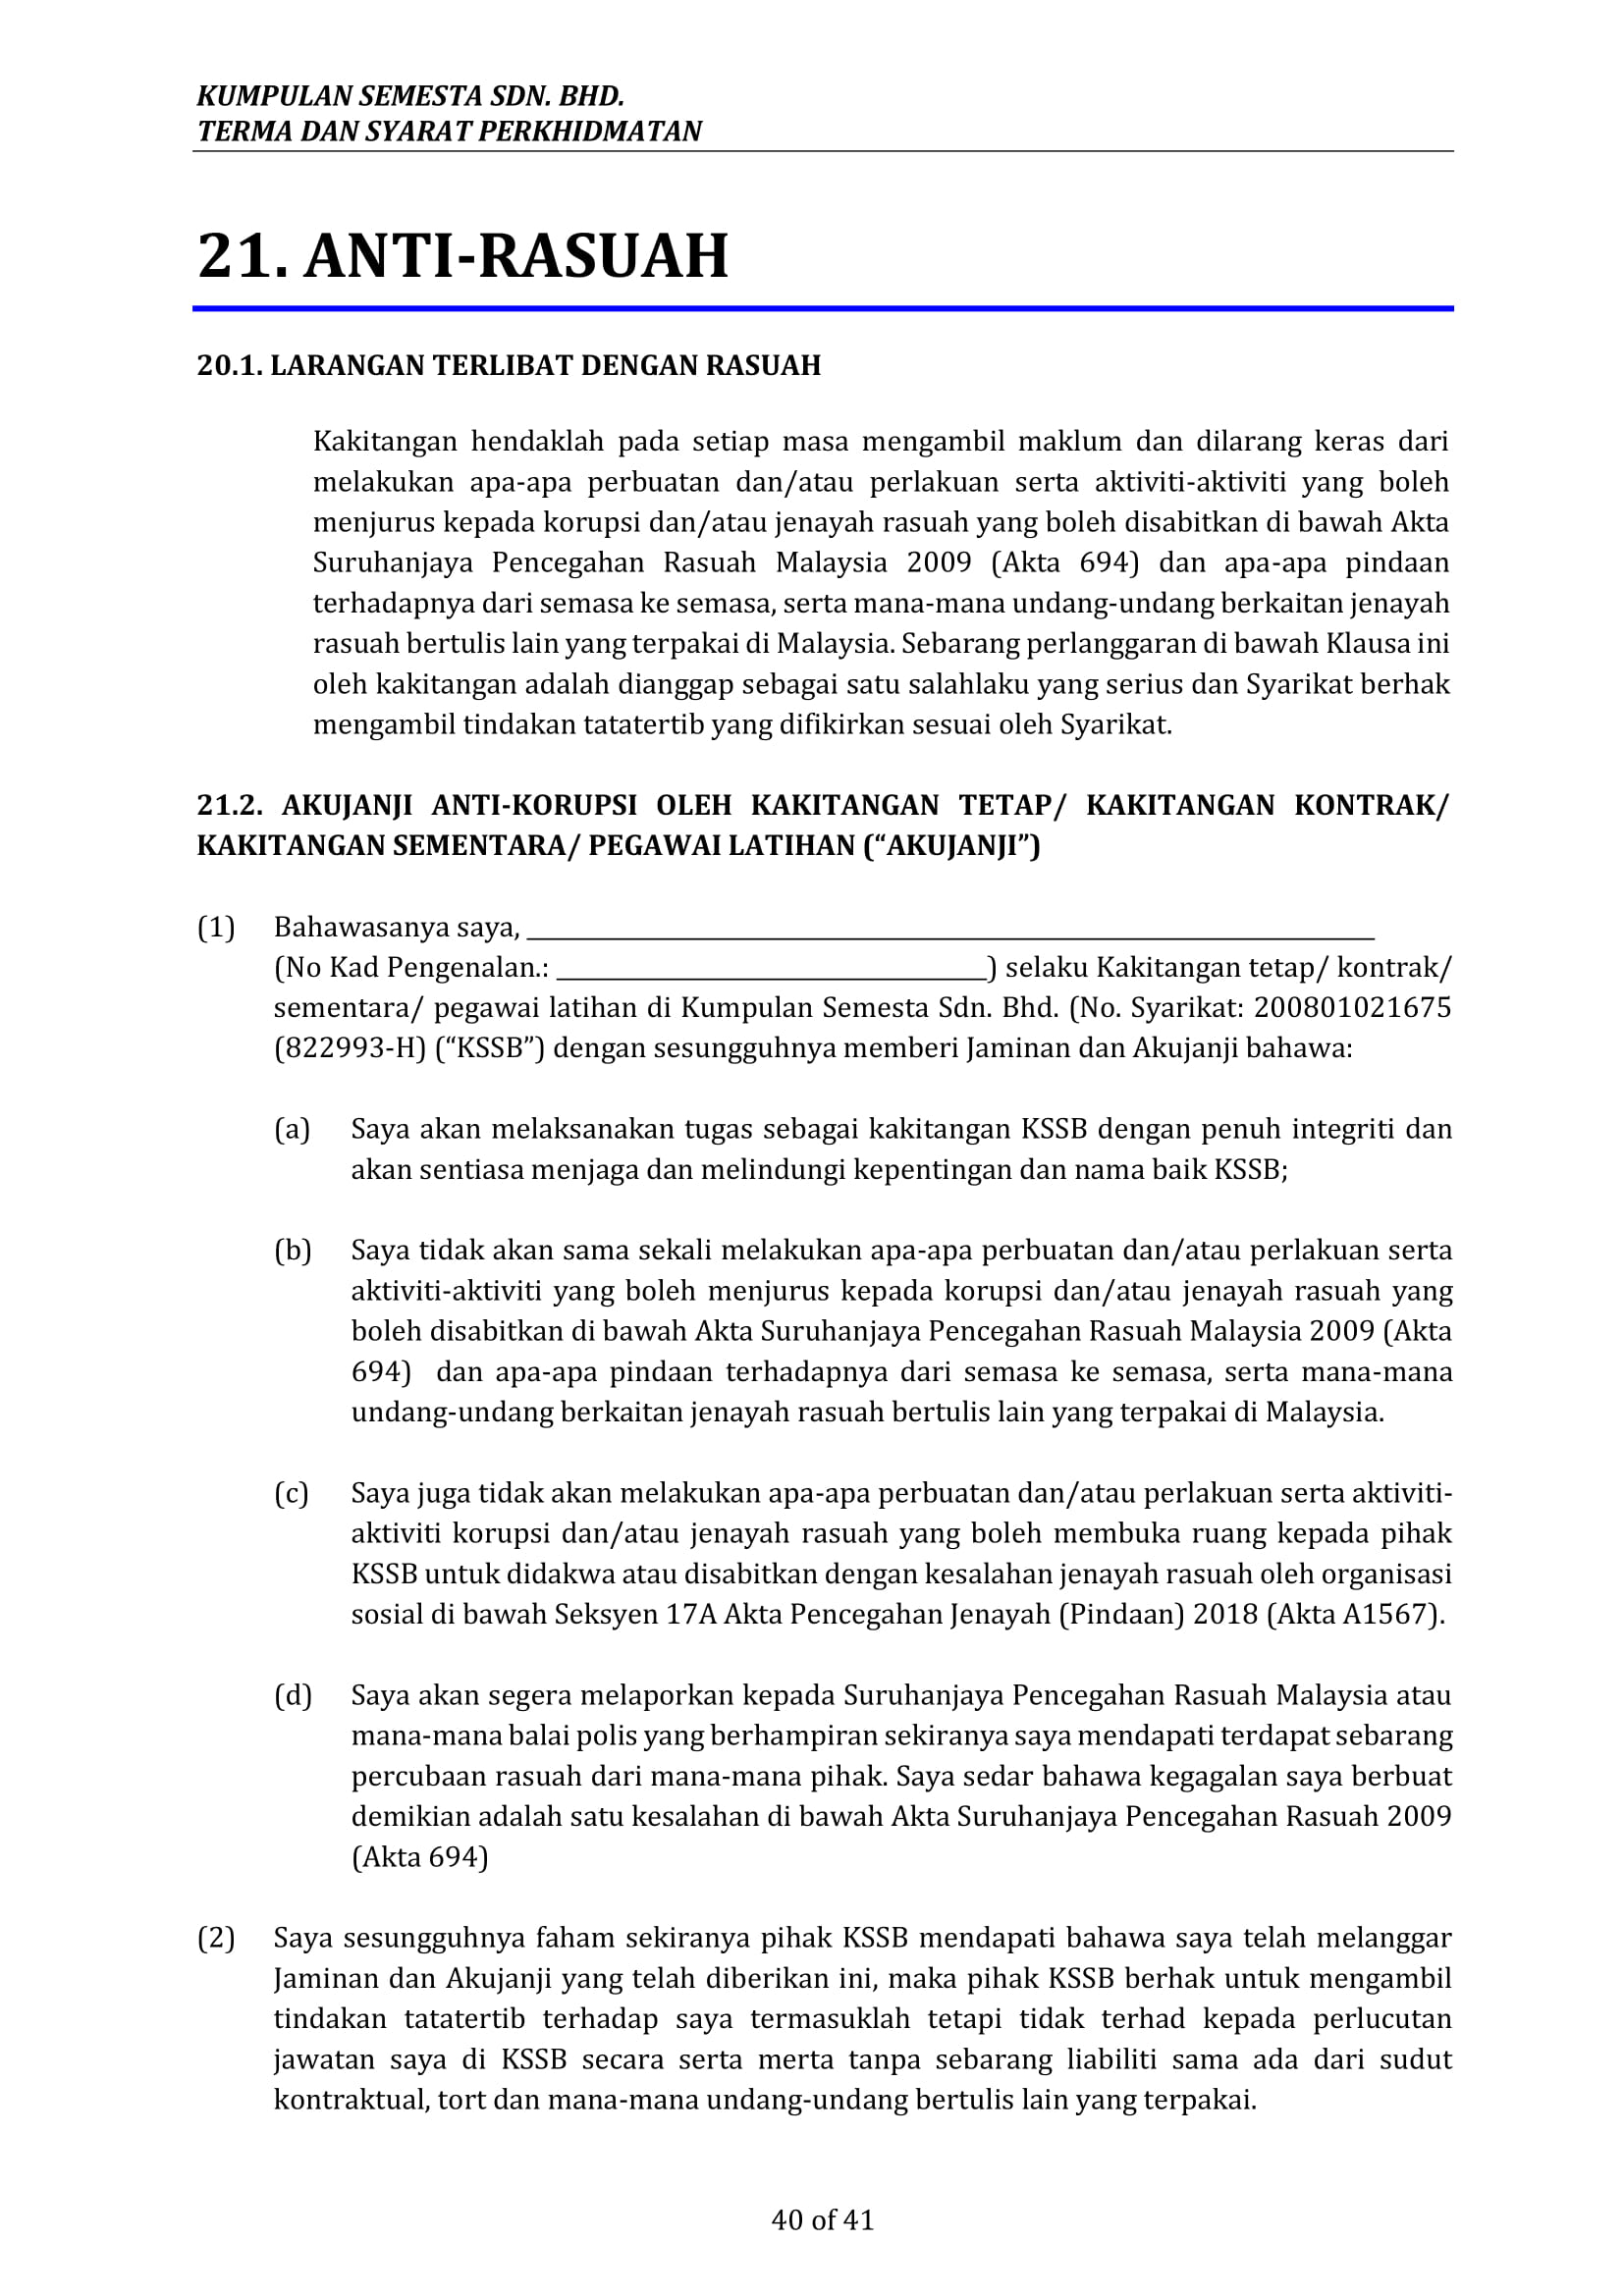 KUMPULAN SEMESTA SDN. BHD.
TERMA DAN SYARAT PERKHIDMATAN
21. ANTI-RASUAH
20.1. LARANGAN TERLIBAT DENGAN RASUAH
Kakitangan hendaklah pada setiap masa mengambil maklum dan dilarang keras dari
melakukan apa-apa perbuatan dan/atau perlakuan serta aktiviti-aktiviti yang boleh
menjurus kepada korupsi dan/atau jenayah rasuah yang boleh disabitkan di bawah Akta
Suruhanjaya Pencegahan Rasuah Malaysia 2009 (Akta 694) dan apa-apa pindaan
terhadapnya dari semasa ke semasa, serta mana-mana undang-undang berkaitan jenayah
rasuah bertulis lain yang terpakai di Malaysia. Sebarang perlanggaran di bawah Klausa ini
oleh kakitangan adalah dianggap sebagai satu salahlaku yang serius dan Syarikat berhak
mengambil tindakan tatatertib yang difikirkan sesuai oleh Syarikat.
21.2. AKUJANJI ANTI-KORUPSI OLEH KAKITANGAN TETAP/ KAKITANGAN KONTRAK/
KAKITANGAN SEMENTARA/ PEGAWAI LATIHAN (“AKUJANJI”)
(1) Bahawasanya saya, ____________________
(No Kad Pengenalan.: ____________________) selaku Kakitangan tetap/ kontrak/
sementara/ pegawai latihan di Kumpulan Semesta Sdn. Bhd. (No. Syarikat: 200801021675
(822993-H) (“KSSB”) dengan sesungguhnya memberi Jaminan dan Akujanji bahawa:
(a) Saya akan melaksanakan tugas sebagai kakitangan KSSB dengan penuh integriti dan
akan sentiasa menjaga dan melindungi kepentingan dan nama baik KSSB;
(b) Saya tidak akan sama sekali melakukan apa-apa perbuatan dan/atau perlakuan serta
aktiviti-aktiviti yang boleh menjurus kepada korupsi dan/atau jenayah rasuah yang
boleh disabitkan di bawah Akta Suruhanjaya Pencegahan Rasuah Malaysia 2009 (Akta
694) dan apa-apa pindaan terhadapnya dari semasa ke semasa, serta mana-mana
undang-undang berkaitan jenayah rasuah bertulis lain yang terpakai di Malaysia.
(c) Saya juga tidak akan melakukan apa-apa perbuatan dan/atau perlakuan serta aktiviti-
aktiviti korupsi dan/atau jenayah rasuah yang boleh membuka ruang kepada pihak
KSSB untuk didakwa atau disabitkan dengan kesalahan jenayah rasuah oleh organisasi
sosial di bawah Seksyen 17A Akta Pencegahan Jenayah (Pindaan) 2018 (Akta A1567).
(d) Saya akan segera melaporkan kepada Suruhanjaya Pencegahan Rasuah Malaysia atau
mana-mana balai polis yang berhampiran sekiranya saya mendapati terdapat sebarang
percubaan rasuah dari mana-mana pihak. Saya sedar bahawa kegagalan saya berbuat
demikian adalah satu kesalahan di bawah Akta Suruhanjaya Pencegahan Rasuah 2009
(Akta 694)
(2) Saya sesungguhnya faham sekiranya pihak KSSB mendapati bahawa saya telah melanggar
Jaminan dan Akujanji yang telah diberikan ini, maka pihak KSSB berhak untuk mengambil
tindakan tatatertib terhadap saya termasuklah tetapi tidak terhad kepada perlucutan
jawatan saya di KSSB secara serta merta tanpa sebarang liabiliti sama ada dari sudut
kontraktual, tort dan mana-mana undang-undang bertulis lain yang terpakai.
40 of 41